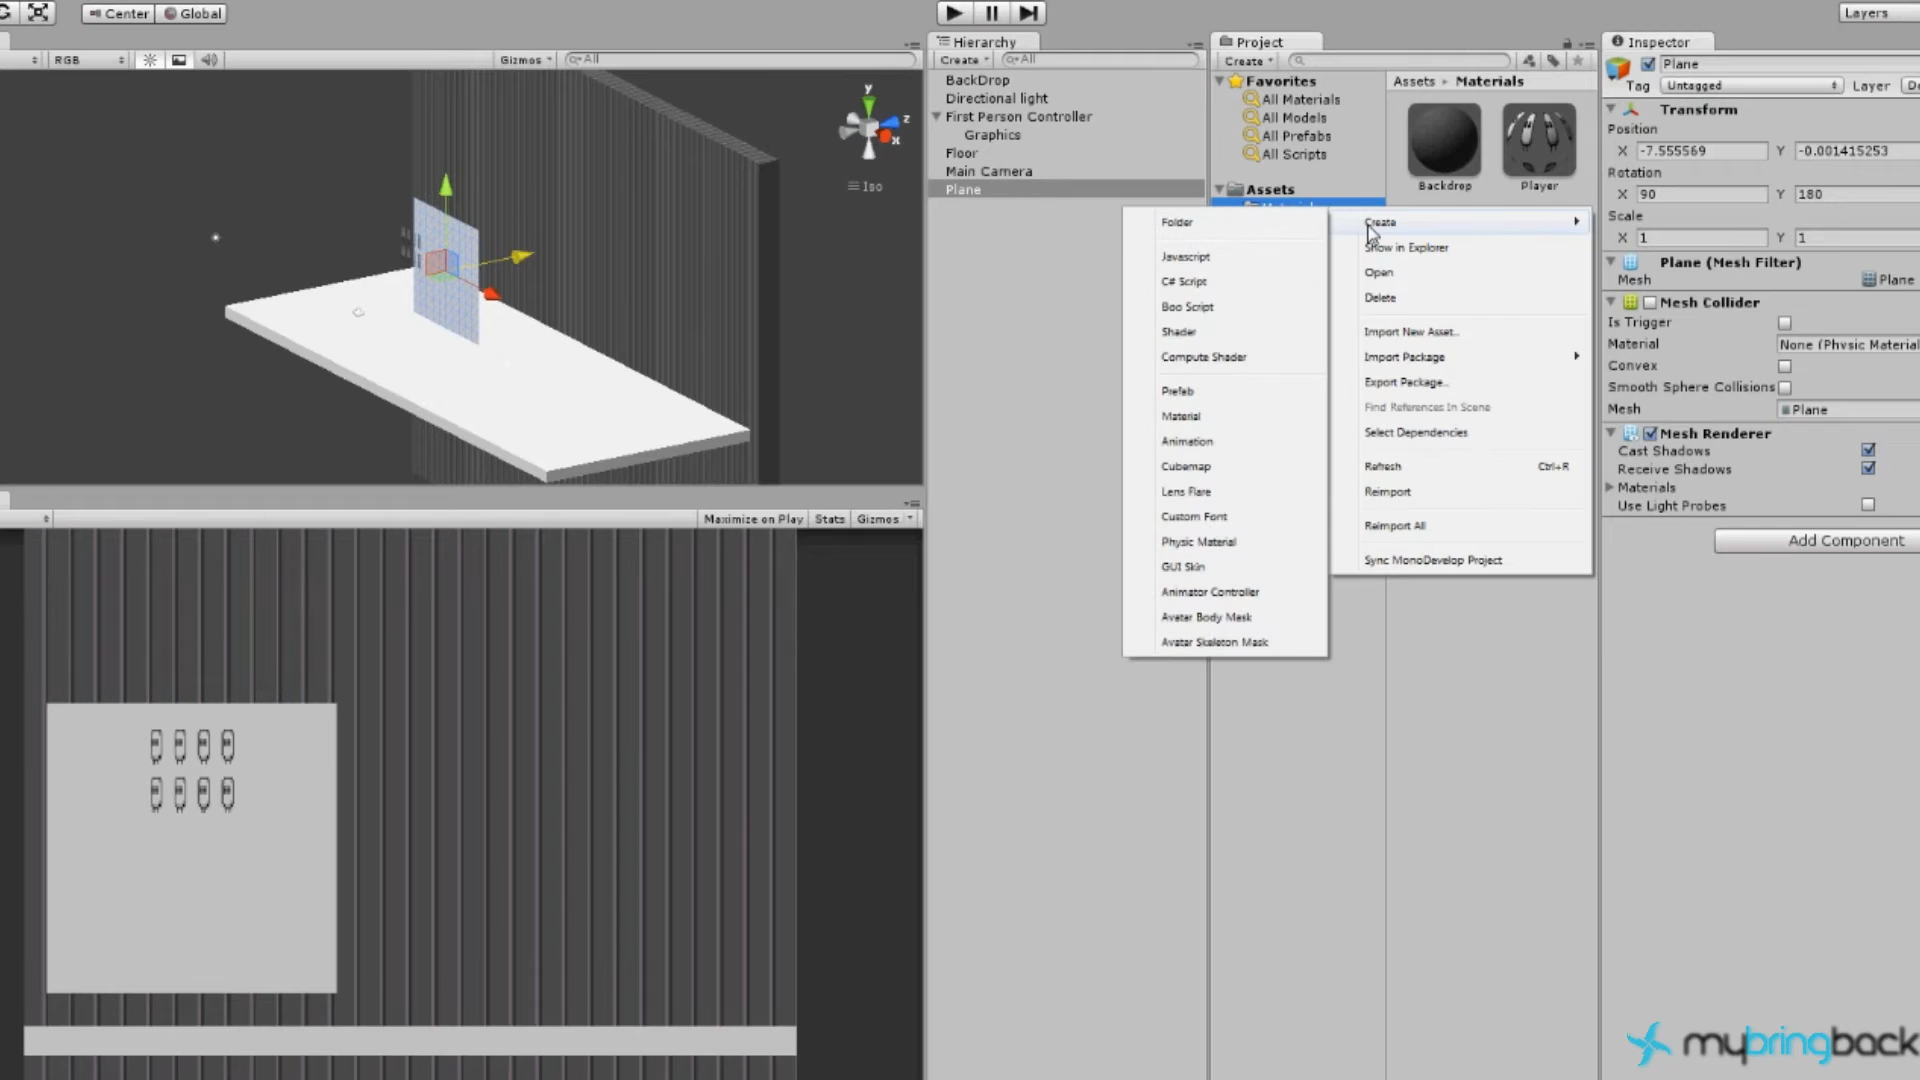 Center Global
Layers
RGB Gizmos All
Hierarchy
Create All
BackDrop
Directional light
First Person Controller
Graphics
Floor
Main Camera
Plane
Project
Create
Favorites
All Materials
All Models
All Prefabs
All Scripts
Assets
Assets Materials
Backdrop Player
Folder
Javascript
C# Script
Boo Script
Shader
Compute Shader
Prefab
Material
Animation
Cubemap
Lens Flare
Custom Font
Physic Material
GUI Skin
Animator Controller
Avatar Body Mask
Avatar Skeleton Mask
Create
Show in Explorer
Open
Delete
Import New Asset...
Import Package
Export Package...
Find References In Scene
Select Dependencies
Refresh Ctrl+R
Reimport
Reimport All
Sync MonoDevelop Project
Inspector
Plane
Tag Untagged Layer
Transform
Position
X -7.555569 Y -0.001415253
Rotation
X 90 Y 180
Scale
X 1 Y 1
Plane (Mesh Filter)
Mesh Plane
Mesh Collider
Is Trigger
Material None (Physic Material
Convex
Smooth Sphere Collisions
Mesh Plane
Mesh Renderer
Cast Shadows
Receive Shadows
Materials
Use Light Probes
Add Component
y
z
x
Iso
Maximize on Play Stats Gizmos
mybringback